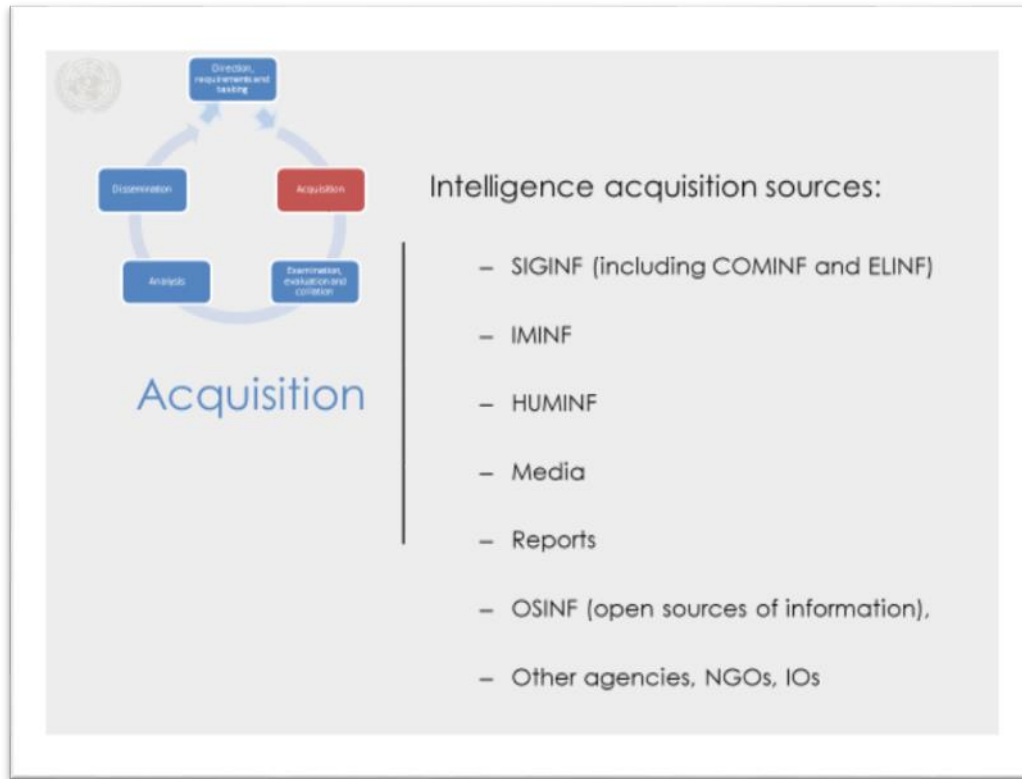 Direction,
requirements and
tasking
Dissemination
Acquisition
Analysis
Examination,
evaluation and
collation
Acquisition
Intelligence acquisition sources:
– SIGINF (including COMINF and ELINF)
– IMINF
– HUMINF
– Media
– Reports
– OSINF (open sources of information),
– Other agencies, NGOs, IOs